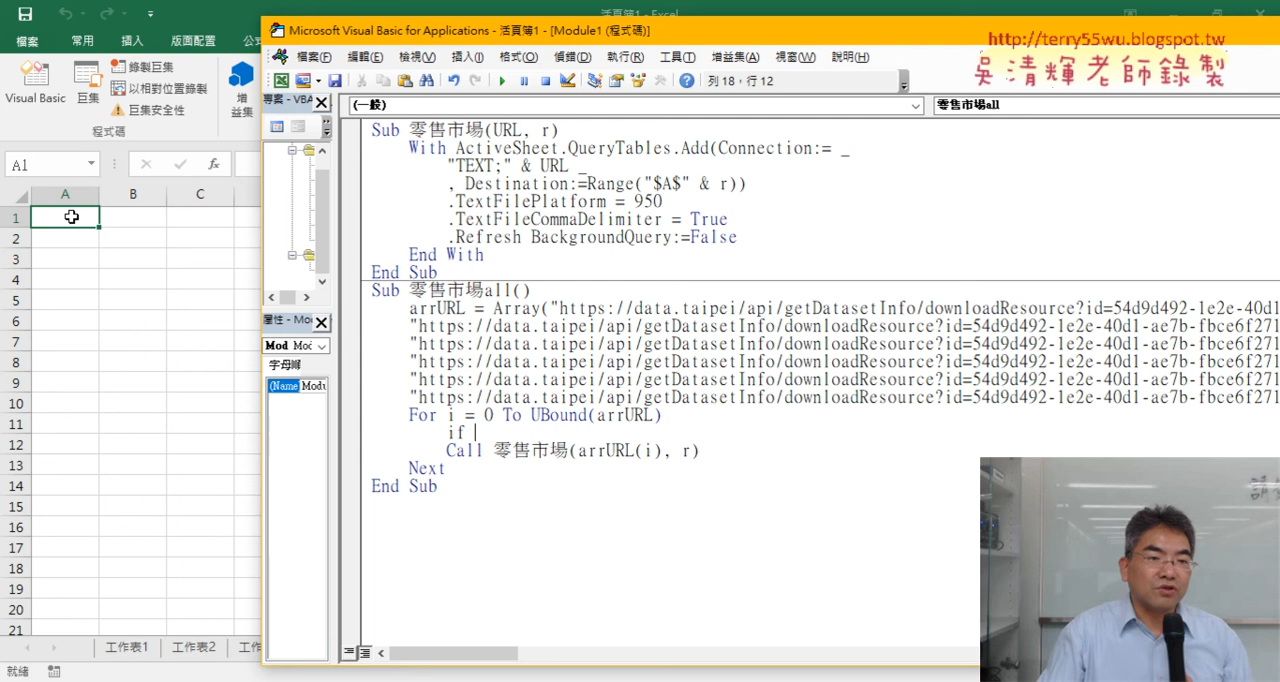 活頁簿1 - Excel
檔案 常用 插入 版面配置 公式
Visual Basic 巨集 錄製巨集
以相對位置錄製
巨集安全性
增益集
程式碼
A1 fx
A B C
1
2
3
4
5
6
7
8
9
10
11
12
13
14
15
16
17
18
19
20
21
工作表1 工作表2 工作
就緒
Microsoft Visual Basic for Applications - 活頁簿1 - [Module1 (程式碼)]
檔案(F) 編輯(E) 檢視(V) 插入(I) 格式(O) 偵錯(D) 執行(R) 工具(T) 增益集(A) 視窗(W) 說明(H)
列 18，行 12
專案 - VBA
(一般) 零售市場all
屬性 - Mod
Mod Mod
字母順
(Name Modu
Sub 零售市場(URL, r)
With ActiveSheet.QueryTables.Add(Connection:= _
"TEXT;" & URL _
, Destination:=Range("$A$" & r))
.TextFilePlatform = 950
.TextFileCommaDelimiter = True
.Refresh BackgroundQuery:=False
End With
End Sub
Sub 零售市場all()
arrURL = Array("https://data.taipei/api/getDatasetInfo/downloadResource?id=54d9d492-1e2e-40d1
"https://data.taipei/api/getDatasetInfo/downloadResource?id=54d9d492-1e2e-40d1-ae7b-fbce6f271
"https://data.taipei/api/getDatasetInfo/downloadResource?id=54d9d492-1e2e-40d1-ae7b-fbce6f271
"https://data.taipei/api/getDatasetInfo/downloadResource?id=54d9d492-1e2e-40d1-ae7b-fbce6f271
"https://data.taipei/api/getDatasetInfo/downloadResource?id=54d9d492-1e2e-40d1-ae7b-fbce6f271
"https://data.taipei/api/getDatasetInfo/downloadResource?id=54d9d492-1e2e-40d1-ae7b-fbce6f271
For i = 0 To UBound(arrURL)
if
Call 零售市場(arrURL(i), r)
Next
End Sub
http://terry55wu.blogspot.tw
吳清輝老師錄製